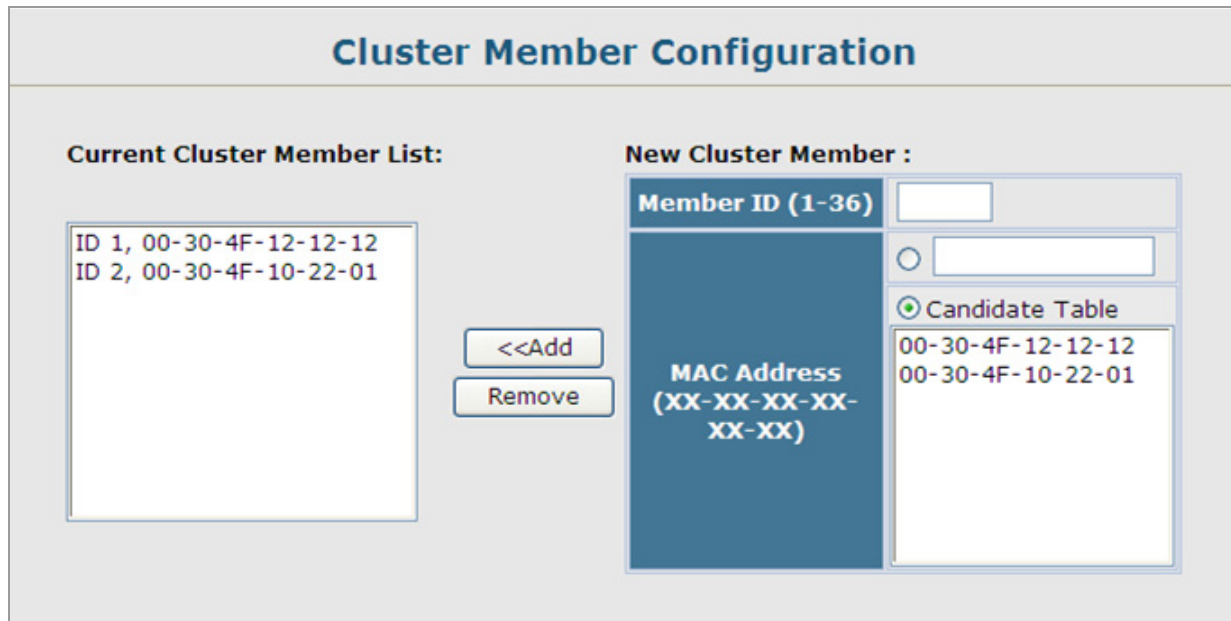 Cluster Member Configuration
Current Cluster Member List:
ID 1, 00-30-4F-12-12-12
ID 2, 00-30-4F-10-22-01
<<Add
Remove
New Cluster Member :
Member ID (1-36)
MAC Address
(XX-XX-XX-XX-
XX-XX)
Candidate Table
00-30-4F-12-12-12
00-30-4F-10-22-01